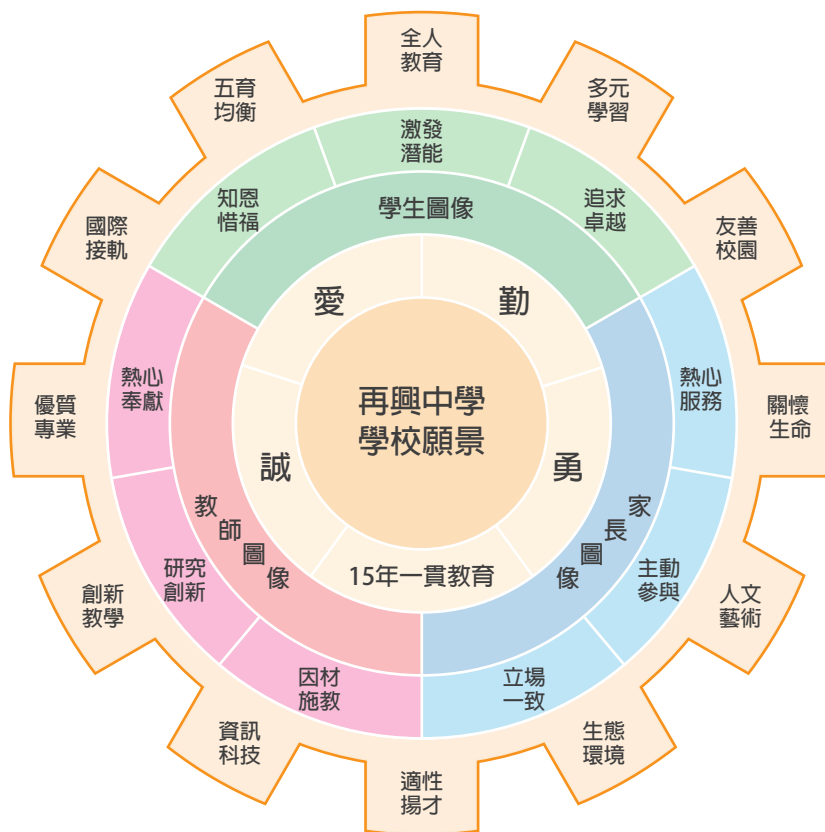 全人
教育
多元
學習
友善
校園
關懷
生命
人文
藝術
生態
環境
適性
揚才
資訊
科技
創新
教學
優質
專業
國際
接軌
五育
均衡
激發
潛能
追求
卓越
知恩
惜福
學生圖像
熱心
服務
主動
參與
立場
一致
家長圖像
熱心
奉獻
研究
創新
因材
施教
教師圖像
愛
勤
勇
15年一貫教育
誠
再興中學
學校願景